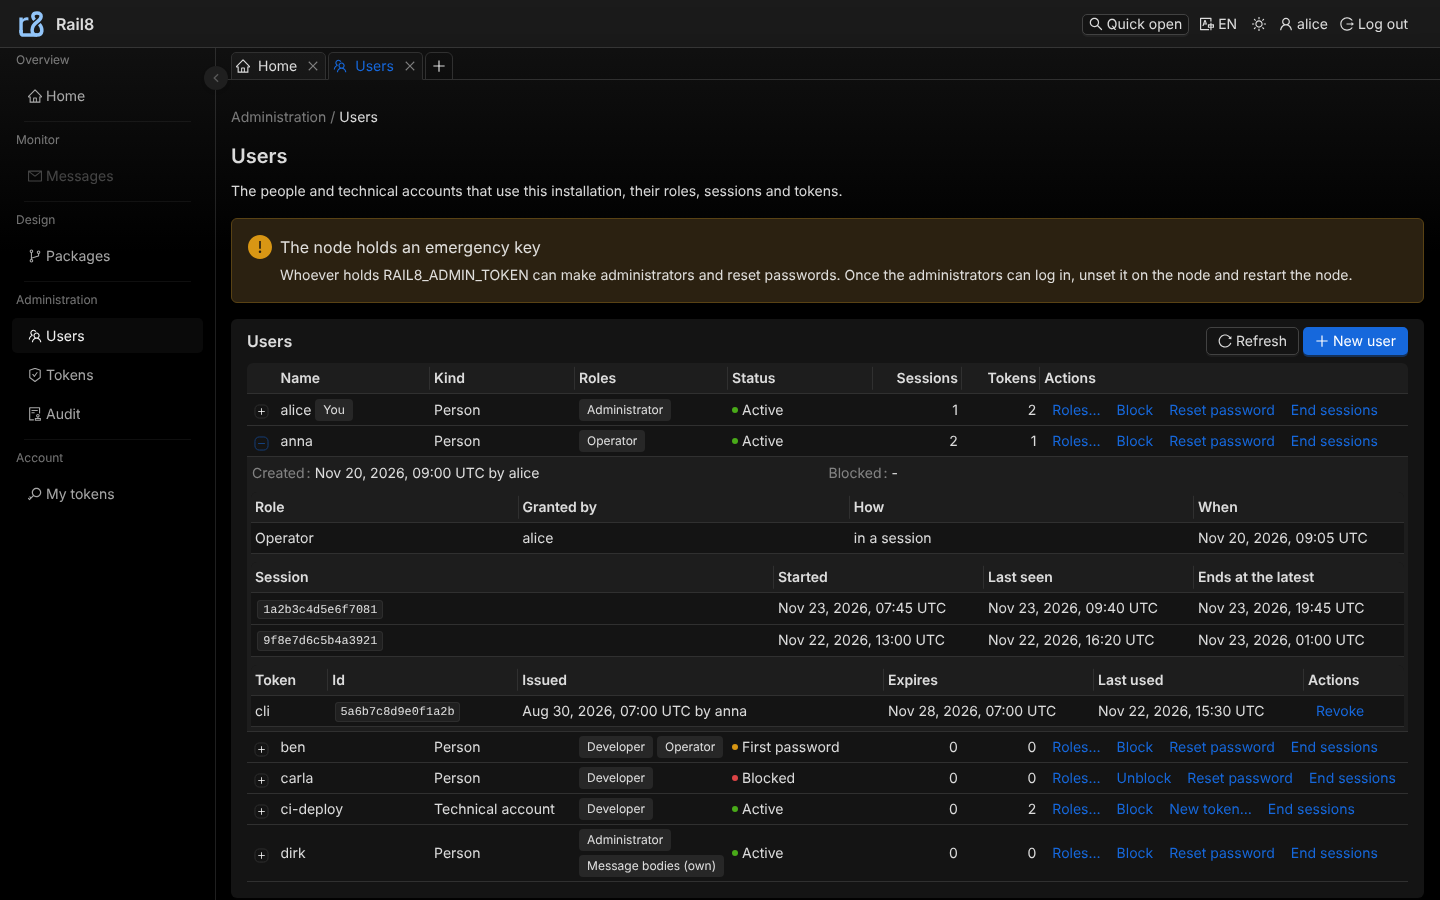 r8 Rail8
Quick open EN alice Log out
Overview
Home
Monitor
Messages
Design
Packages
Administration
Users
Tokens
Audit
Account
My tokens
Home Users
Administration / Users
Users
The people and technical accounts that use this installation, their roles, sessions and tokens.
The node holds an emergency key
Whoever holds RAIL8_ADMIN_TOKEN can make administrators and reset passwords. Once the administrators can log in, unset it on the node and restart the node.
Users Refresh + New user
Name Kind Roles Status Sessions Tokens Actions
alice You Person Administrator Active 1 2 Roles... Block Reset password End sessions
anna Person Operator Active 2 1 Roles... Block Reset password End sessions
Created: Nov 20, 2026, 09:00 UTC by alice Blocked: -
Role Granted by How When
Operator alice in a session Nov 20, 2026, 09:05 UTC
Session Started Last seen Ends at the latest
1a2b3c4d5e6f7081 Nov 23, 2026, 07:45 UTC Nov 23, 2026, 09:40 UTC Nov 23, 2026, 19:45 UTC
9f8e7d6c5b4a3921 Nov 22, 2026, 13:00 UTC Nov 22, 2026, 16:20 UTC Nov 23, 2026, 01:00 UTC
Token Id Issued Expires Last used Actions
cli 5a6b7c8d9e0f1a2b Aug 30, 2026, 07:00 UTC by anna Nov 28, 2026, 07:00 UTC Nov 22, 2026, 15:30 UTC Revoke
ben Person Developer Operator First password 0 0 Roles... Block Reset password End sessions
carla Person Developer Blocked 0 0 Roles... Unblock Reset password End sessions
ci-deploy Technical account Developer Active 0 2 Roles... Block New token... End sessions
dirk Person Administrator Message bodies (own) Active 0 0 Roles... Block Reset password End sessions